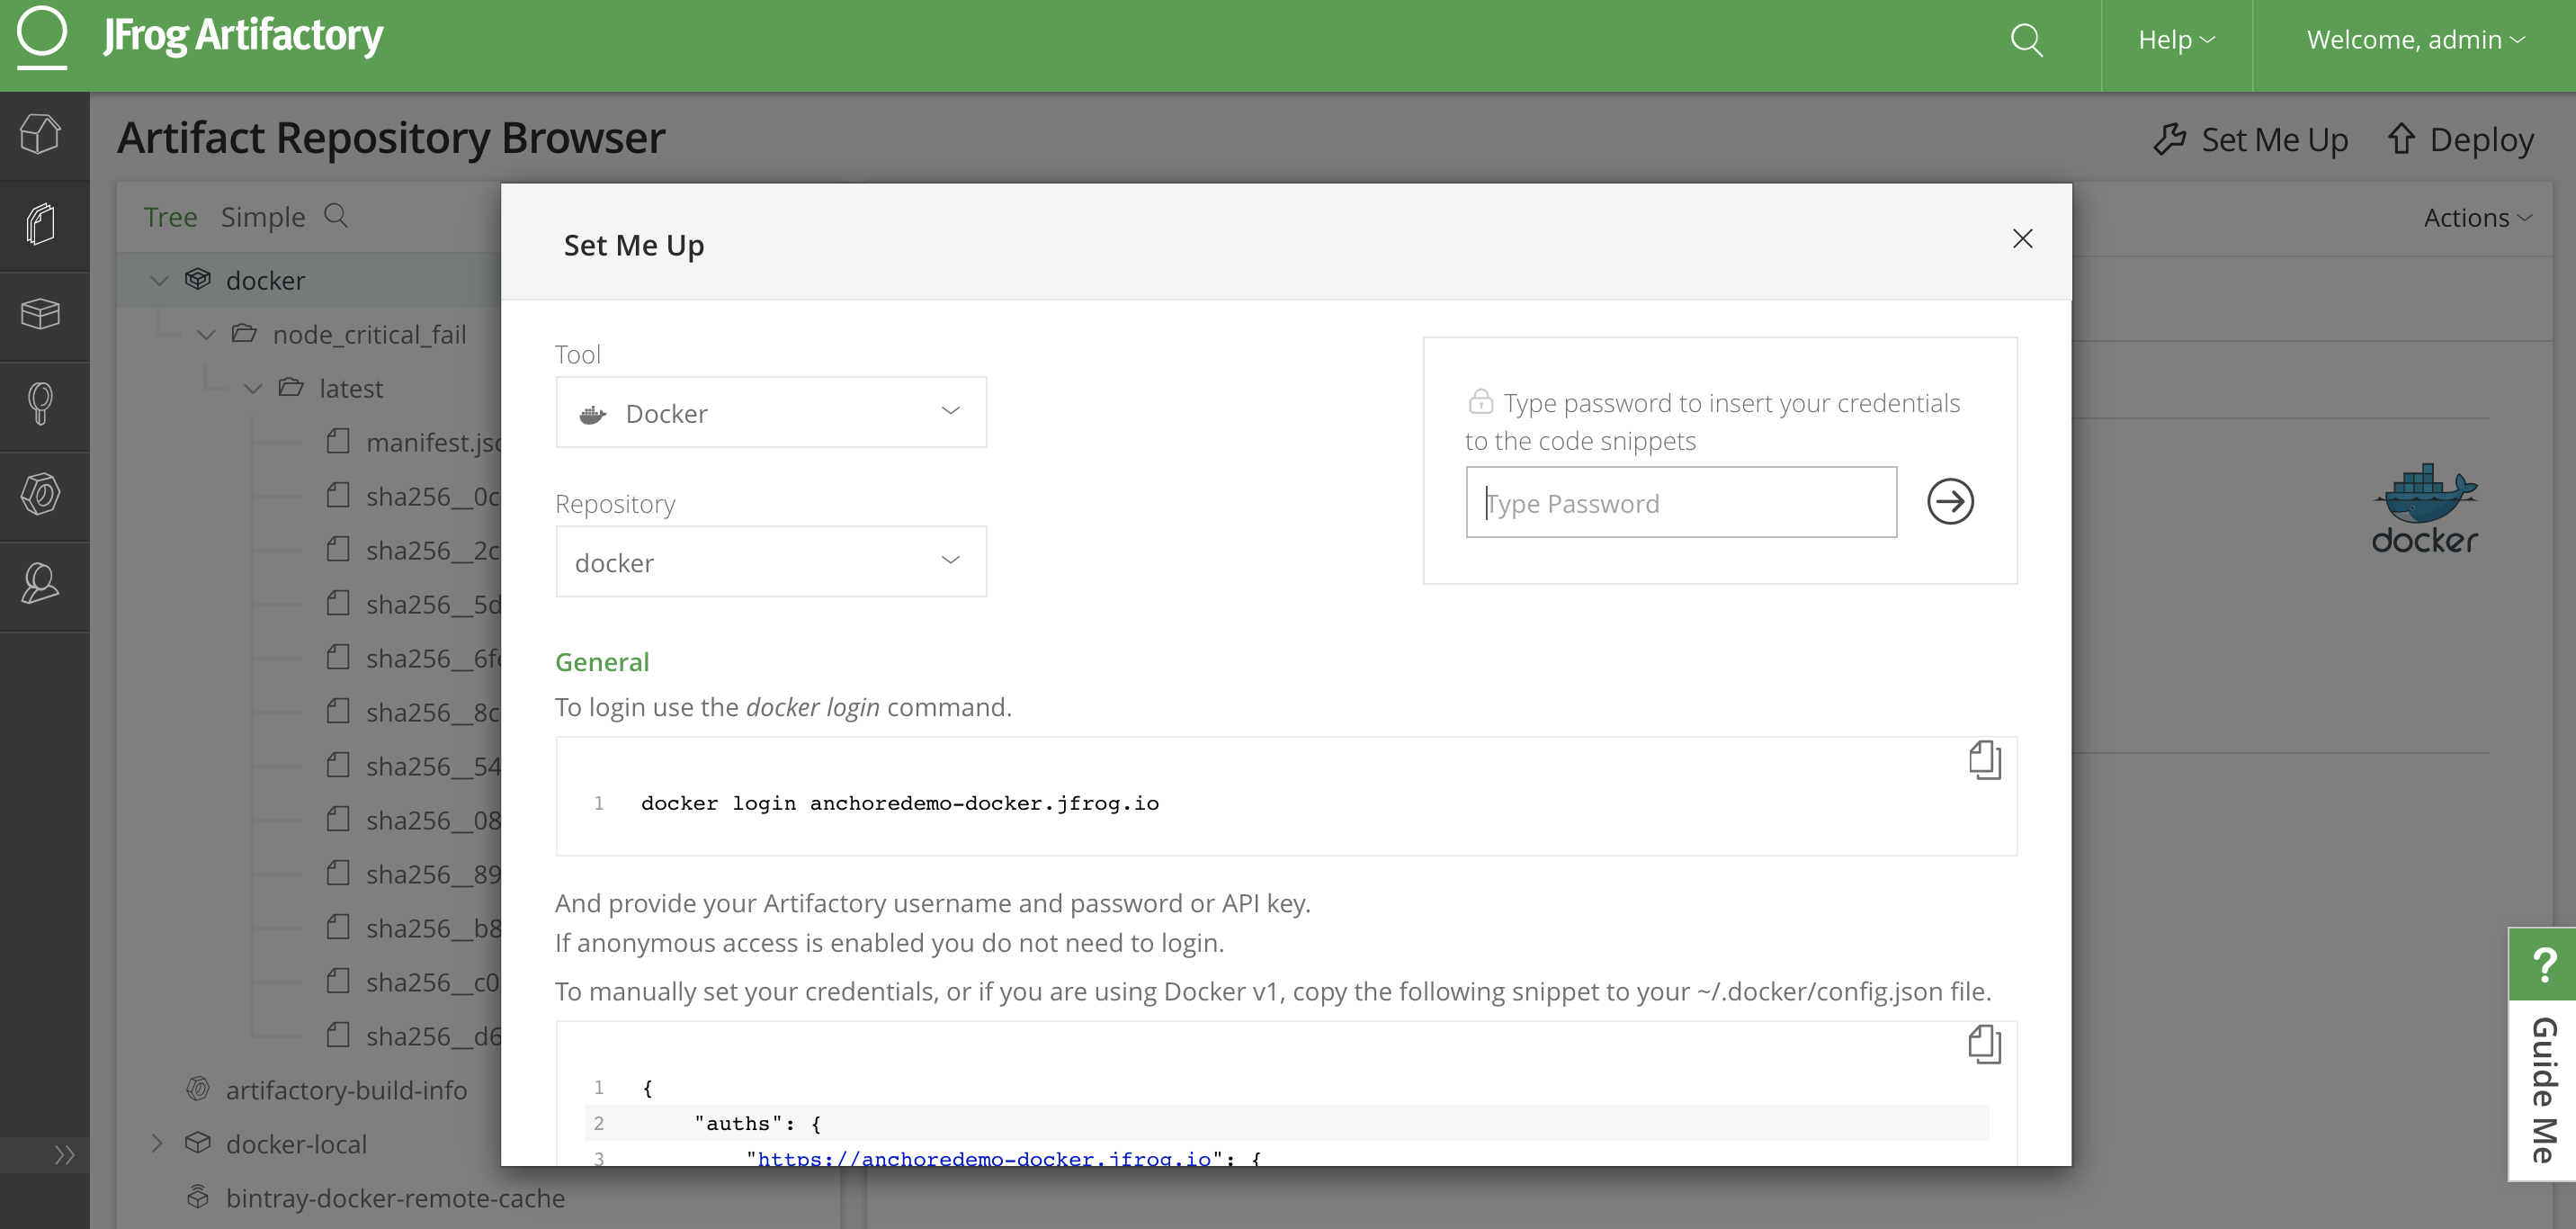 JFrog Artifactory
Help
Welcome, admin
Artifact Repository Browser
Set Me Up
Deploy
Tree Simple
Actions
docker
node_critical_fail
latest
manifest.jsc
sha256__0c
sha256__2c
sha256__5d
sha256__6fe
sha256__8c
sha256__54
sha256__08
sha256__89
sha256__b8
sha256__c0
sha256__d6
artifactory-build-info
docker-local
bintray-docker-remote-cache
Set Me Up
Tool
Docker
Repository
docker
Type password to insert your credentials
to the code snippets
Type Password
General
To login use the docker login command.
1 docker login anchoredemo-docker.jfrog.io
And provide your Artifactory username and password or API key.
If anonymous access is enabled you do not need to login.
To manually set your credentials, or if you are using Docker v1, copy the following snippet to your ~/.docker/config.json file.
1 {
2 "auths": {
3 "https://anchoredemo-docker.jfrog.io": {
docker
? Guide Me